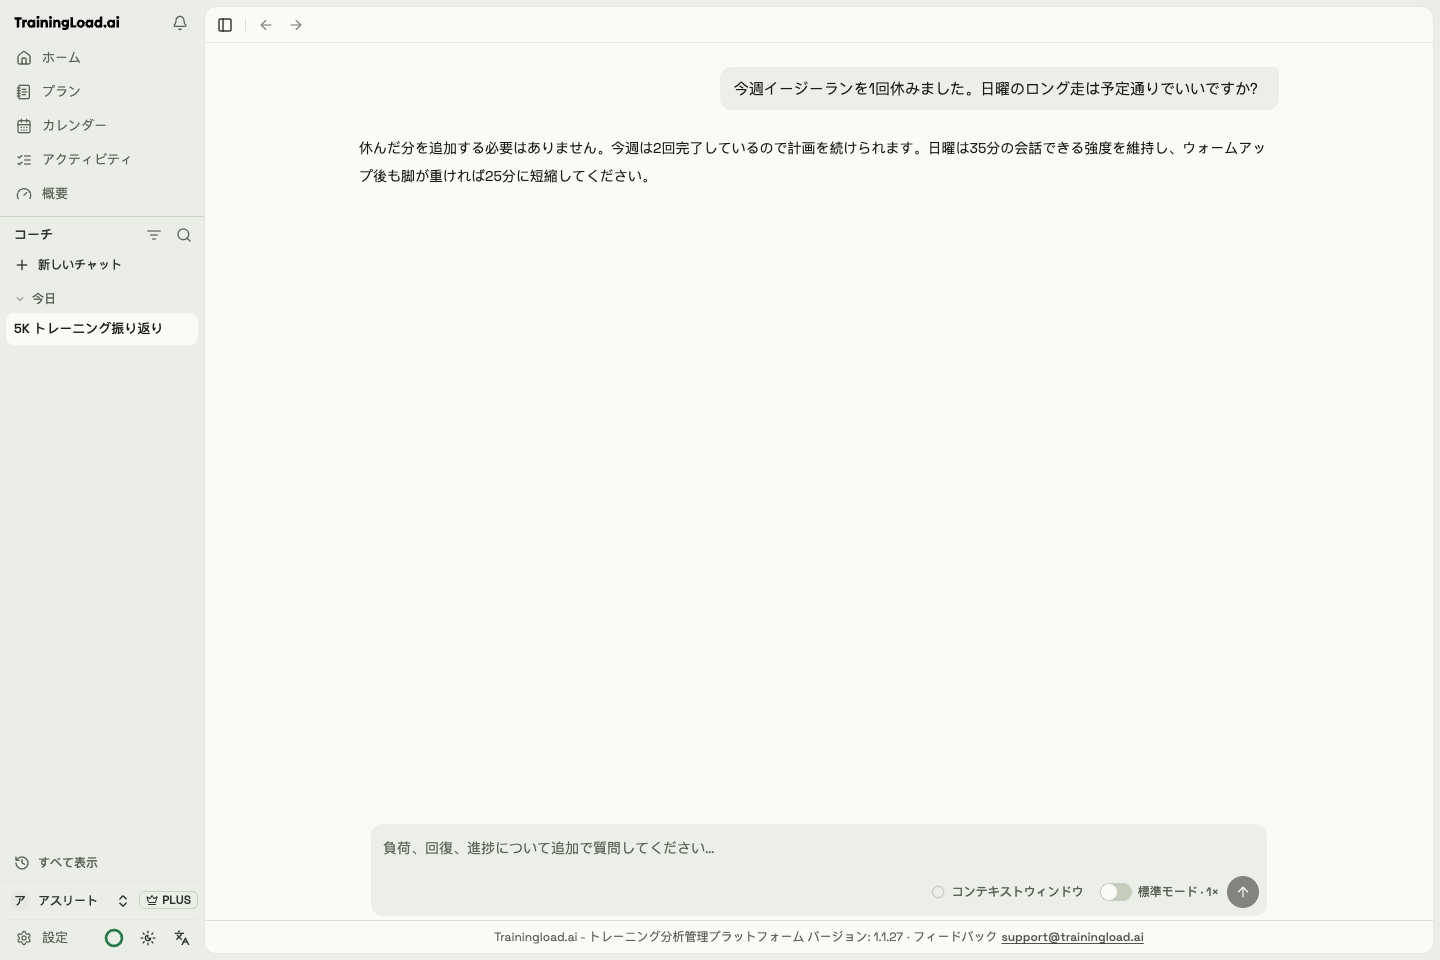 TrainingLoad.ai
ホーム
プラン
カレンダー
アクティビティ
概要
コーチ
新しいチャット
今日
5K トレーニング振り返り
すべて表示
ア アスリート PLUS
設定
今週イージーランを1回休みました。日曜のロング走は予定通りでいいですか?
休んだ分を追加する必要はありません。今週は2回完了しているので計画を続けられます。日曜は35分の会話できる強度を維持し、ウォームアッ
プ後も脚が重ければ25分に短縮してください。
負荷、回復、進捗について追加で質問してください...
コンテキストウィンドウ 標準モード · 1×
Trainingload.ai - トレーニング分析管理プラットフォーム バージョン: 1.1.27 · フィードバック support@trainingload.ai